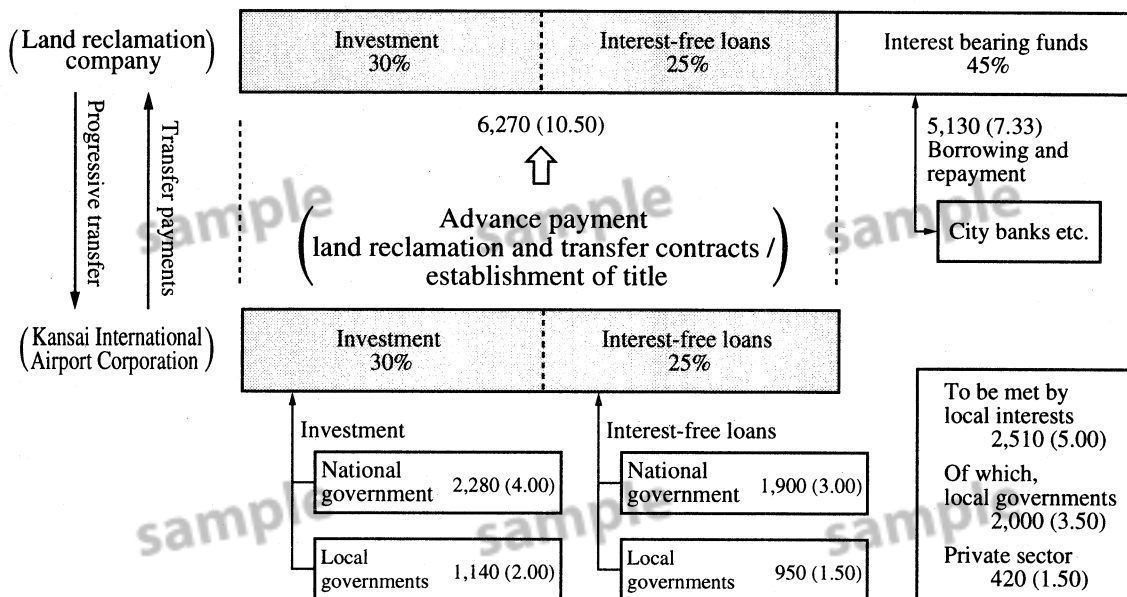 (Land reclamation company)
Investment
30%
Interest-free loans
25%
Interest bearing funds
45%
Progressive transfer
Transfer payments
6,270 (10.50)
5,130 (7.33)
Borrowing and
repayment
City banks etc.
(Advance payment
land reclamation and transfer contracts /
establishment of title)
(Kansai International
Airport Corporation)
Investment
30%
Interest-free loans
25%
Investment
National
government 2,280 (4.00)
Local
governments 1,140 (2.00)
Interest-free loans
National
government 1,900 (3.00)
Local
governments 950 (1.50)
To be met by
local interests
2,510 (5.00)
Of which,
local governments
2,000 (3.50)
Private sector
420 (1.50)
sample
sample
sample
sample
sample
sample